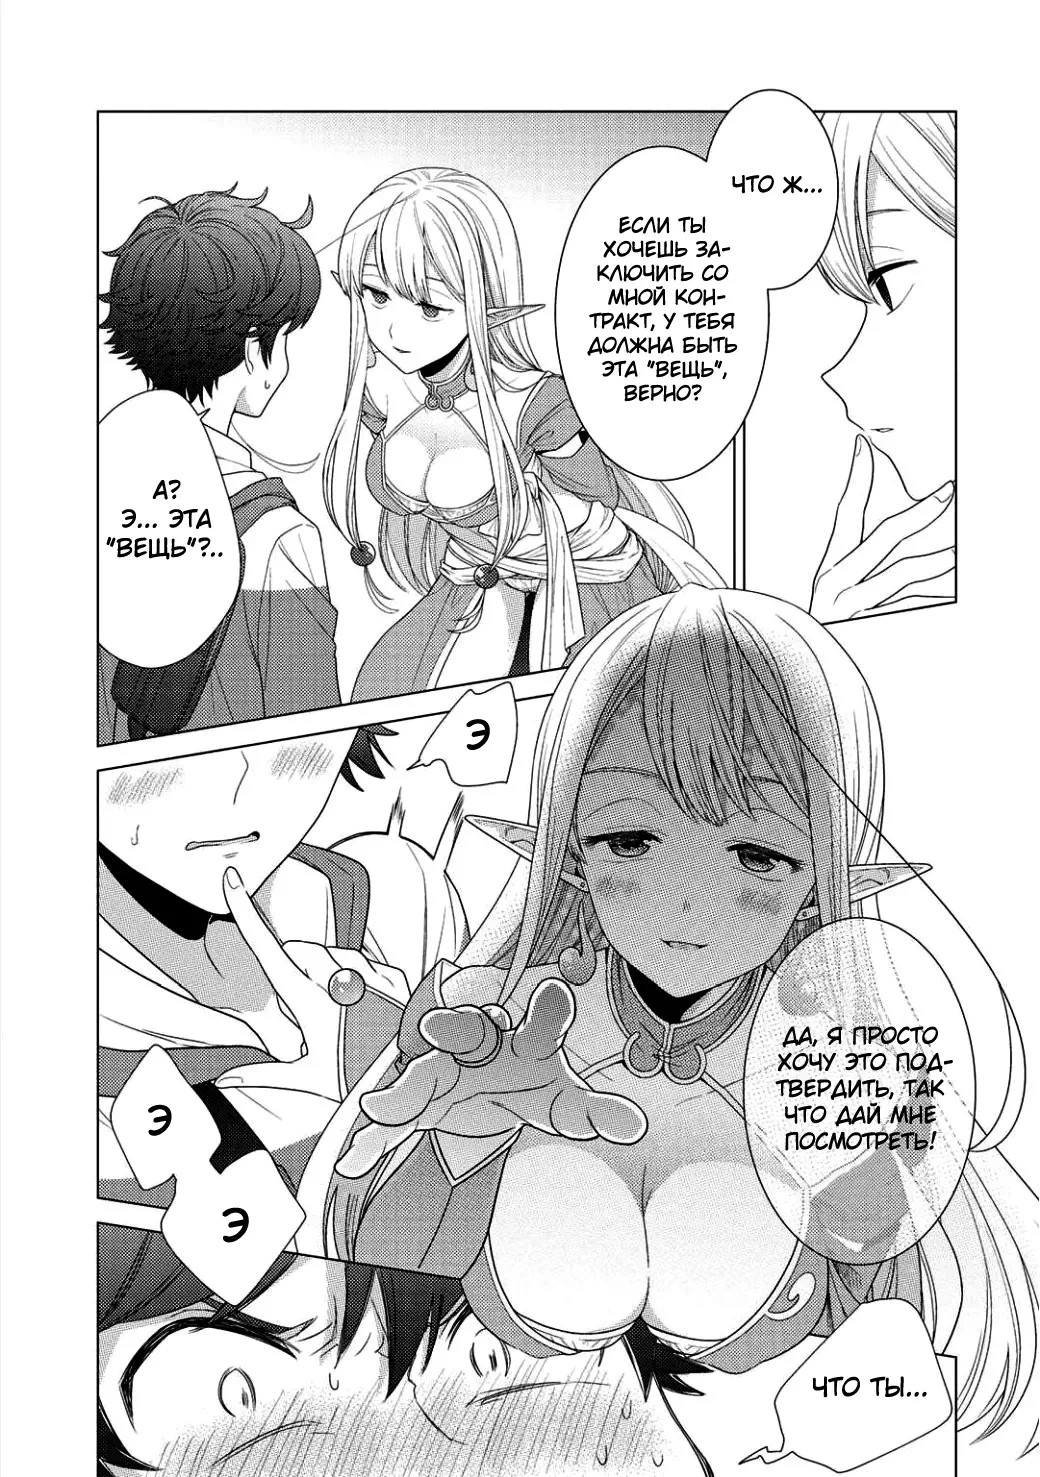 ЧТО Ж...
ЕСЛИ ТЫ
ХОЧЕШЬ ЗА-
КЛЮЧИТЬ СО
МНОЙ КОН-
ТРАКТ, У ТЕБЯ
ДОЛЖНА БЫТЬ
ЭТА "ВЕЩЬ",
ВЕРНО?
А?
Э... ЭТА
"ВЕЩЬ"?..
Э
ДА, Я ПРОСТО
ХОЧУ ЭТО ПОД-
ТВЕРДИТЬ, ТАК
ЧТО ДАЙ МНЕ
ПОСМОТРЕТЬ!
Э
Э
ЧТО ТЫ...